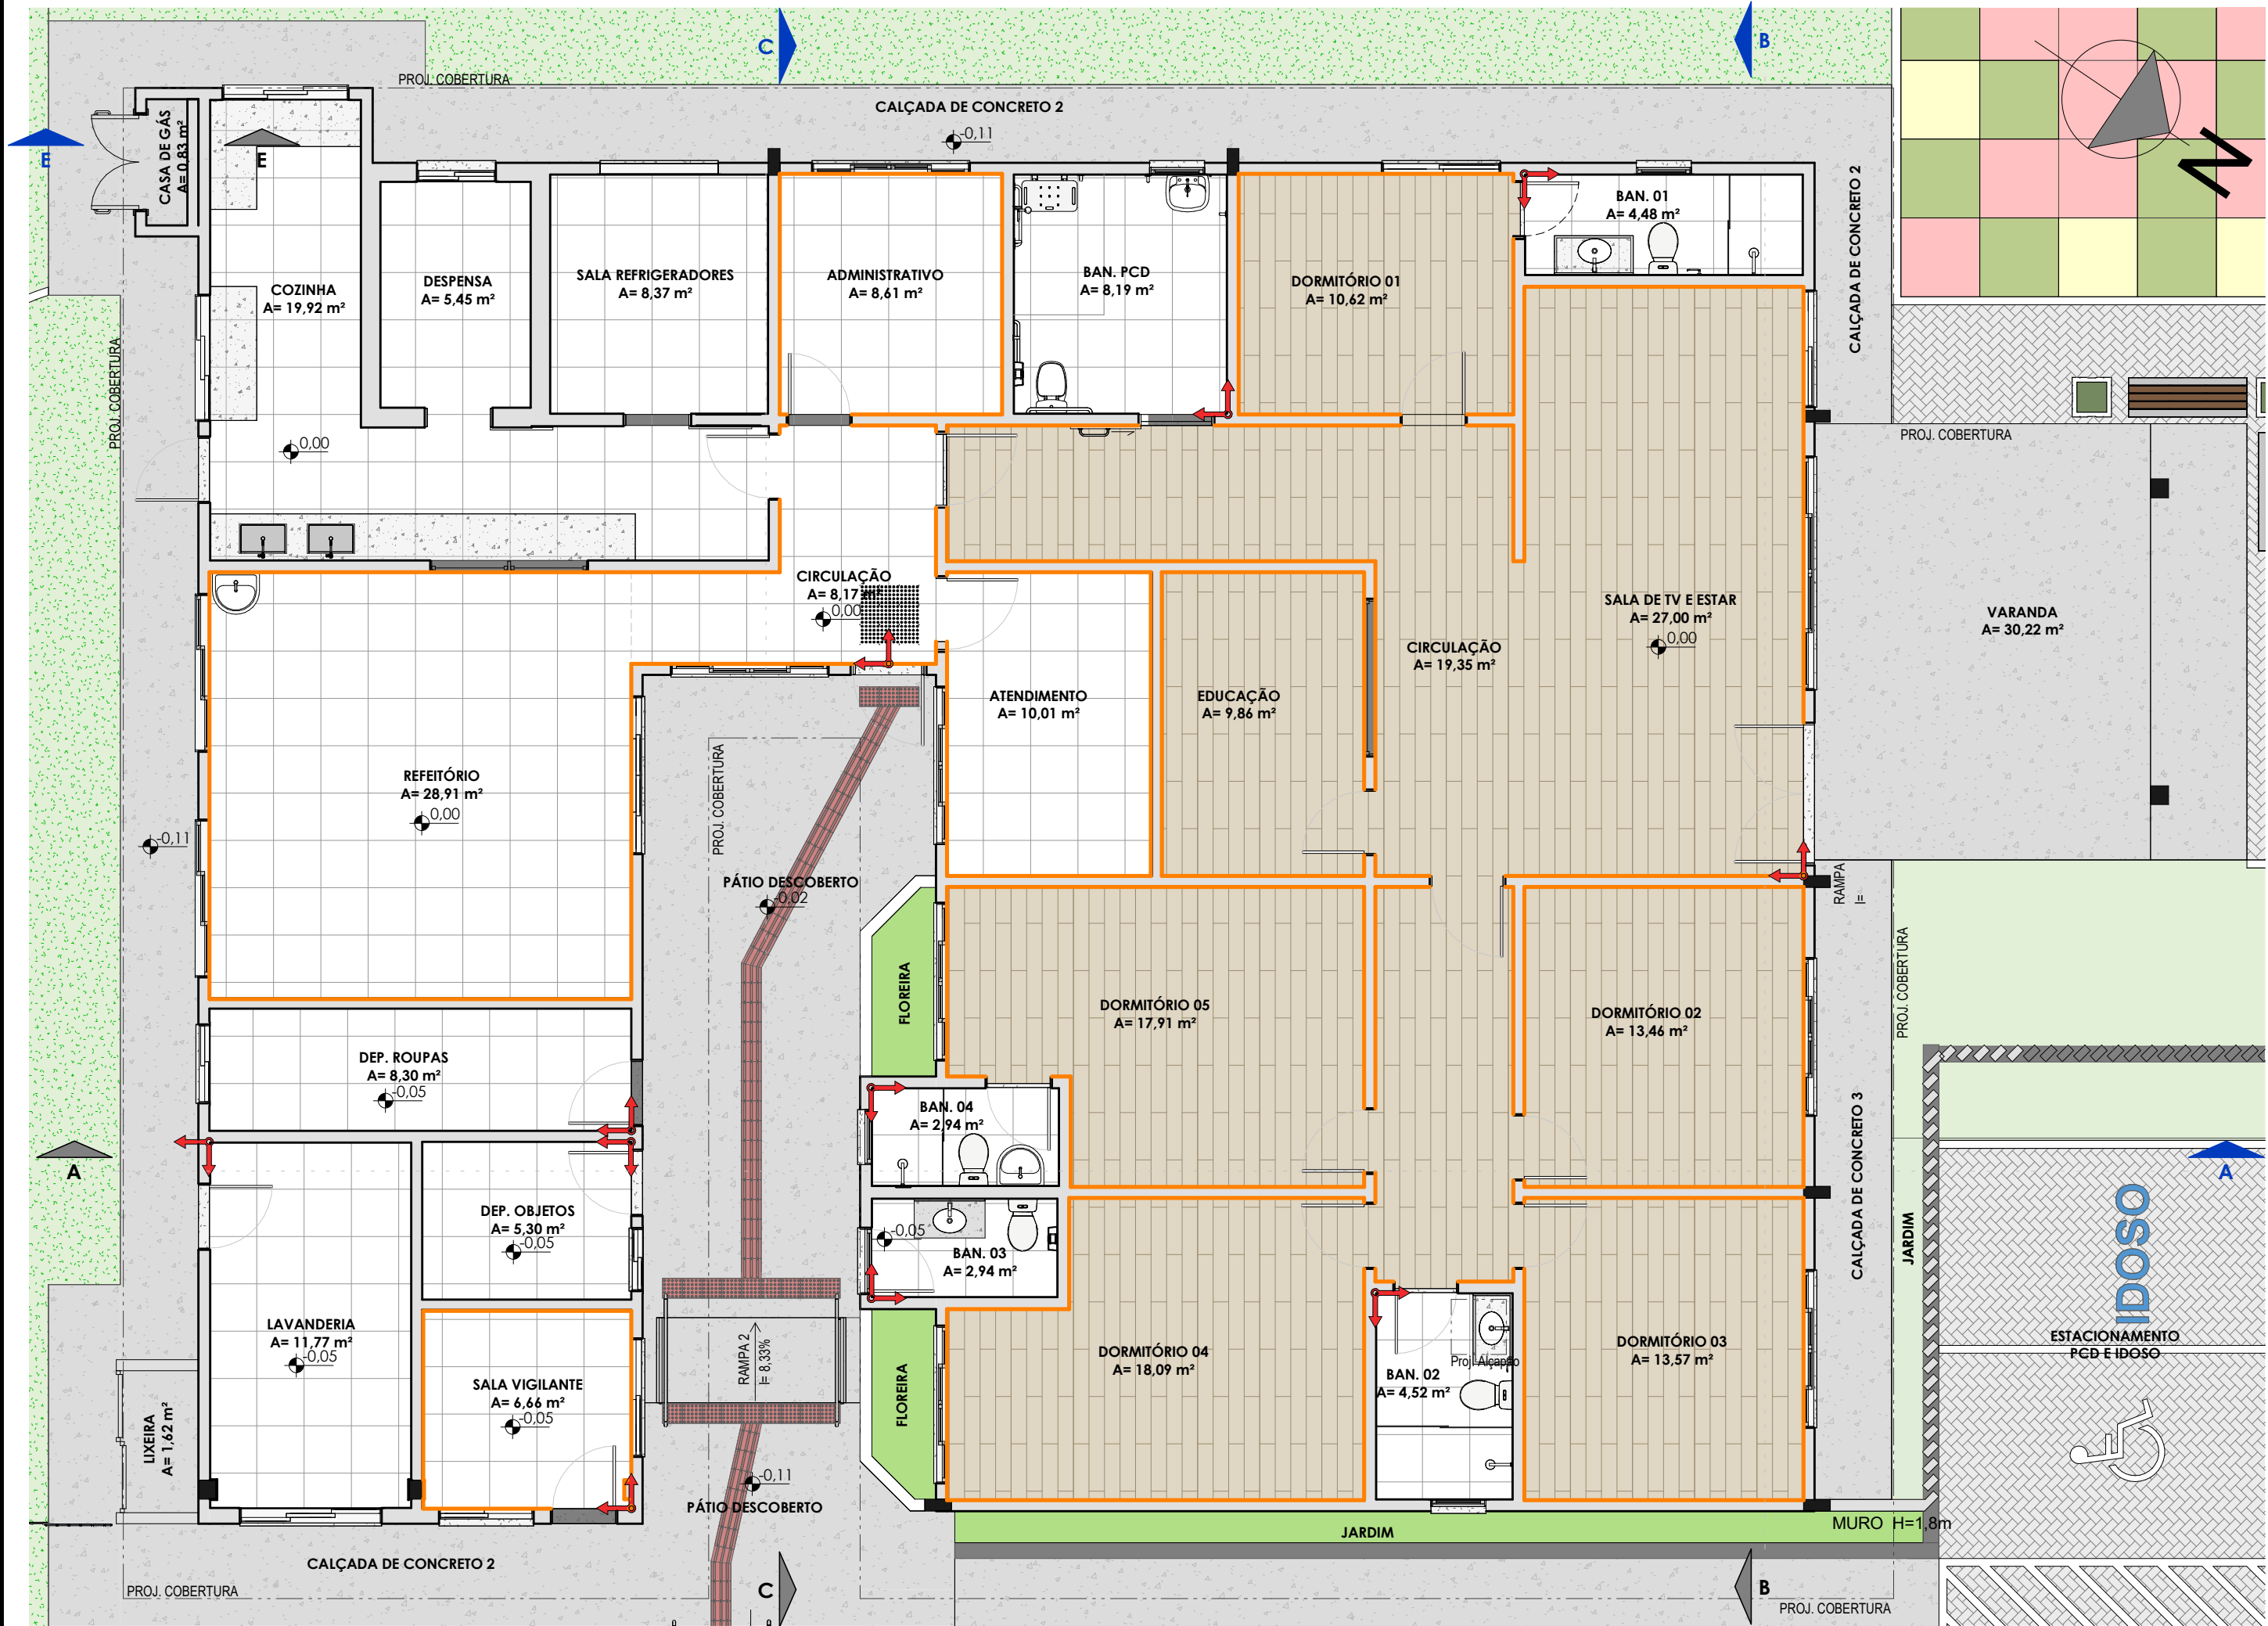 C
B
PROJ. COBERTURA
CALÇADA DE CONCRETO 2
-0,11
E
E
CASA DE GÁS
A= 0,83 m²
N
COZINHA
A= 19,92 m²
DESPENSA
A= 5,45 m²
SALA REFRIGERADORES
A= 8,37 m²
ADMINISTRATIVO
A= 8,61 m²
BAN. PCD
A= 8,19 m²
DORMITÓRIO 01
A= 10,62 m²
BAN. 01
A= 4,48 m²
CALÇADA DE CONCRETO 2
PROJ. COBERTURA
0,00
PROJ. COBERTURA
CIRCULAÇÃO
A= 8,17 m²
0,00
SALA DE TV E ESTAR
A= 27,00 m²
0,00
VARANDA
A= 30,22 m²
CIRCULAÇÃO
A= 19,35 m²
ATENDIMENTO
A= 10,01 m²
EDUCAÇÃO
A= 9,86 m²
REFEITÓRIO
A= 28,91 m²
0,00
PROJ. COBERTURA
-0,11
PÁTIO DESCOBERTO
-0,02
RAMPA
I=
FLOREIRA
PROJ. COBERTURA
DORMITÓRIO 05
A= 17,91 m²
DORMITÓRIO 02
A= 13,46 m²
DEP. ROUPAS
A= 8,30 m²
-0,05
BAN. 04
A= 2,94 m²
CALÇADA DE CONCRETO 3
A
A
DEP. OBJETOS
A= 5,30 m²
-0,05
-0,05
BAN. 03
A= 2,94 m²
JARDIM
IDOSO
LAVANDERIA
A= 11,77 m²
-0,05
RAMPA 2
I= 8,33%
DORMITÓRIO 04
A= 18,09 m²
Proj. Alçapão
BAN. 02
A= 4,52 m²
DORMITÓRIO 03
A= 13,57 m²
ESTACIONAMENTO
PCD E IDOSO
SALA VIGILANTE
A= 6,66 m²
-0,05
FLOREIRA
LIXEIRA
A= 1,62 m²
-0,11
PÁTIO DESCOBERTO
JARDIM
MURO H=1,8m
CALÇADA DE CONCRETO 2
PROJ. COBERTURA
C
B
PROJ. COBERTURA